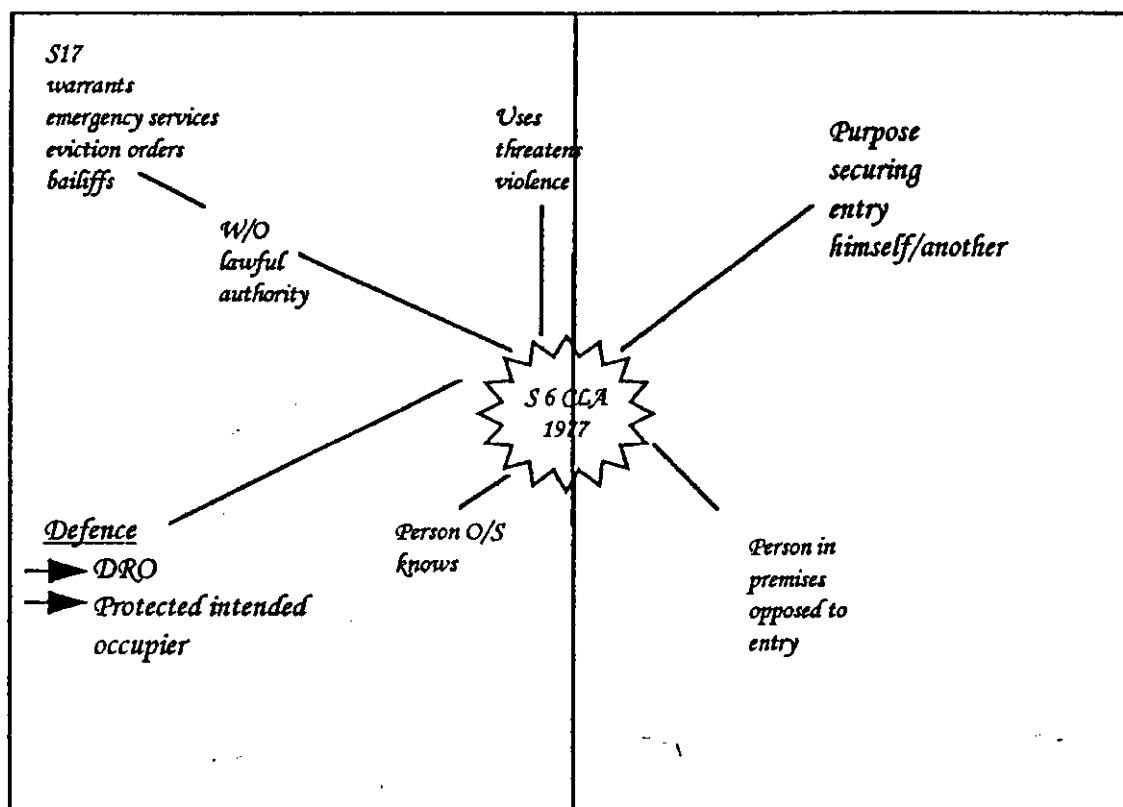 S17
warrants
emergency services
eviction orders
bailiffs
Uses
threatens
violence
Purpose
securing
entry
himself/another
W/O
lawful
authority
S 6 CLA
1977
Defence
DRO
Protected intended
occupier
Person O/S
knows
Person in
premises
opposed to
entry